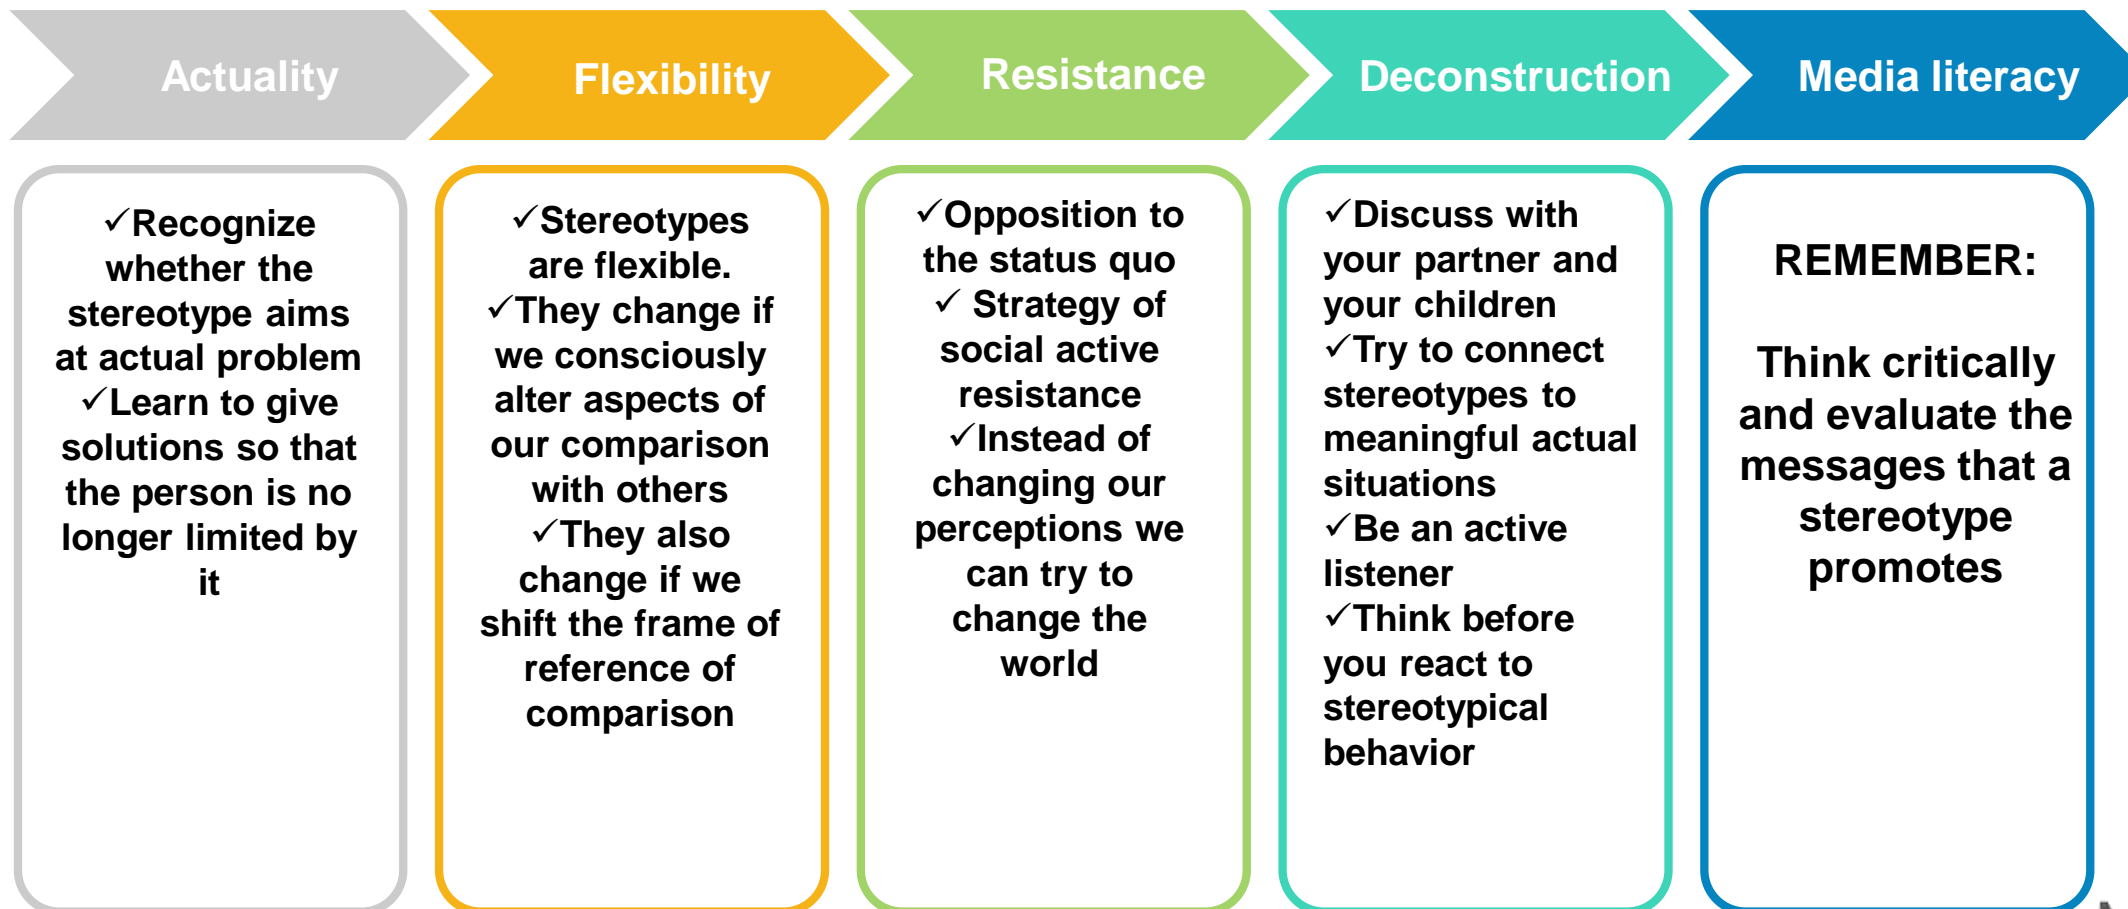 Actuality
Flexibility
Resistance
Deconstruction
Media literacy
✓Recognize
whether the
stereotype aims
at actual problem
✓Learn to give
solutions so that
the person is no
longer limited by
it
✓Stereotypes
are flexible.
✓They change if
we consciously
alter aspects of
our comparison
with others
✓They also
change if we
shift the frame of
reference of
comparison
✓Opposition to
the status quo
✓ Strategy of
social active
resistance
✓Instead of
changing our
perceptions we
can try to
change the
world
✓Discuss with
your partner and
your children
✓Try to connect
stereotypes to
meaningful actual
situations
✓Be an active
listener
✓Think before
you react to
stereotypical
behavior
REMEMBER:
Think critically
and evaluate the
messages that a
stereotype
promotes